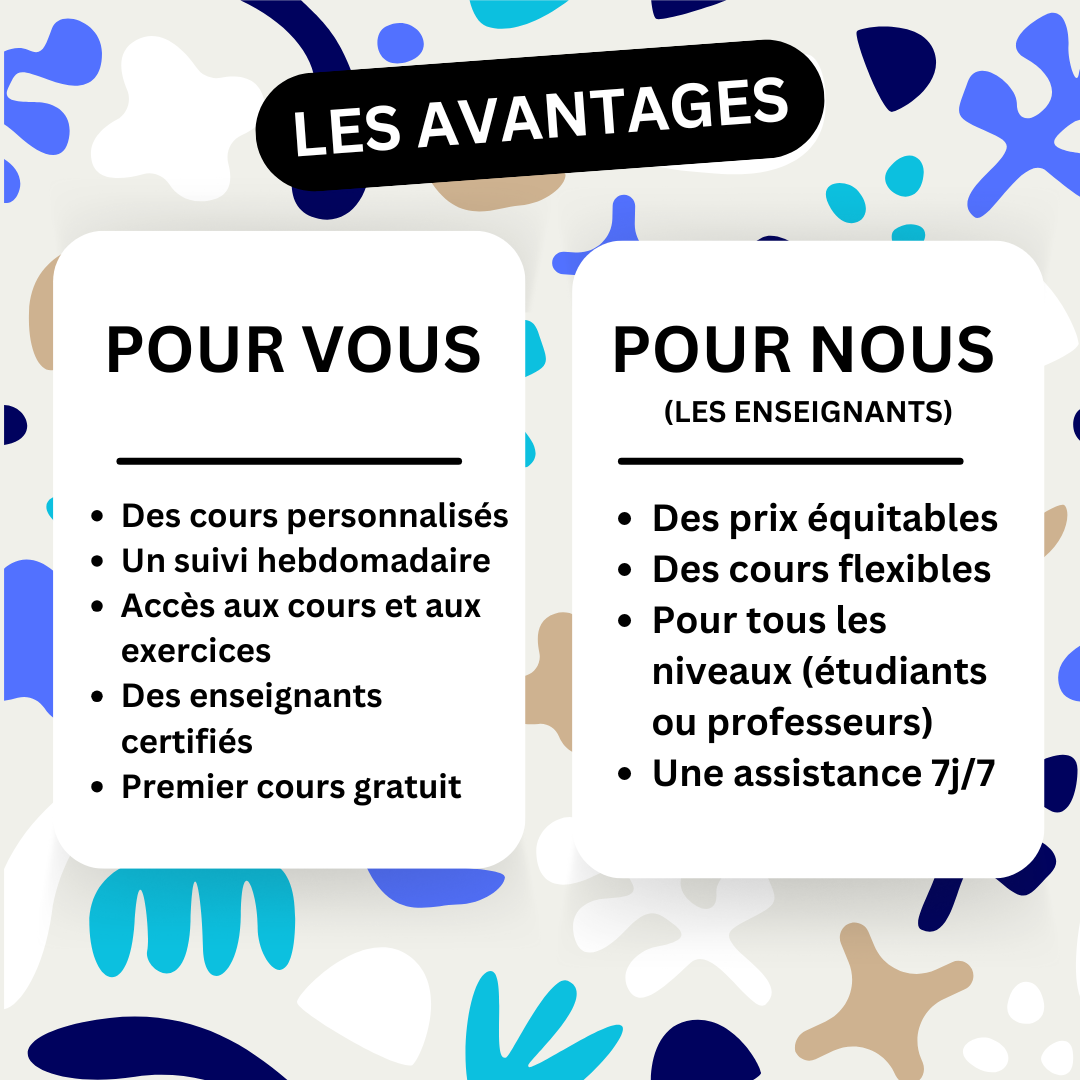 LES AVANTAGES
POUR VOUS
• Des cours personnalisés
• Un suivi hebdomadaire
• Accès aux cours et aux
exercices
• Des enseignants
certifiés
• Premier cours gratuit
POUR NOUS
(LES ENSEIGNANTS)
• Des prix équitables
• Des cours flexibles
• Pour tous les
niveaux (étudiants
ou professeurs)
• Une assistance 7j/7